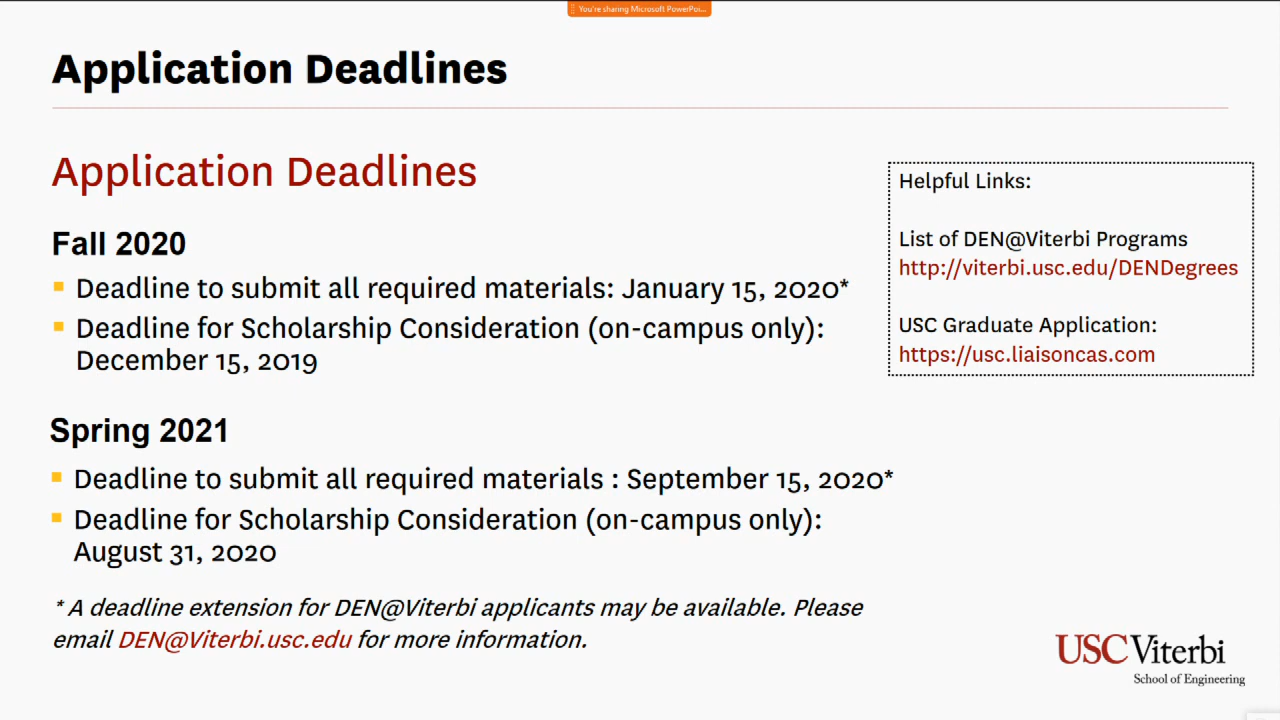 You're sharing Microsoft PowerPoi...
Application Deadlines
Application Deadlines
Fall 2020
Deadline to submit all required materials: January 15, 2020*
Deadline for Scholarship Consideration (on-campus only):
December 15, 2019
Spring 2021
Deadline to submit all required materials : September 15, 2020*
Deadline for Scholarship Consideration (on-campus only):
August 31, 2020
* A deadline extension for DEN@Viterbi applicants may be available. Please
email DEN@Viterbi.usc.edu for more information.
Helpful Links:
List of DEN@Viterbi Programs
http://viterbi.usc.edu/DENDegrees
USC Graduate Application:
https://usc.liaisoncas.com
USC Viterbi
School of Engineering